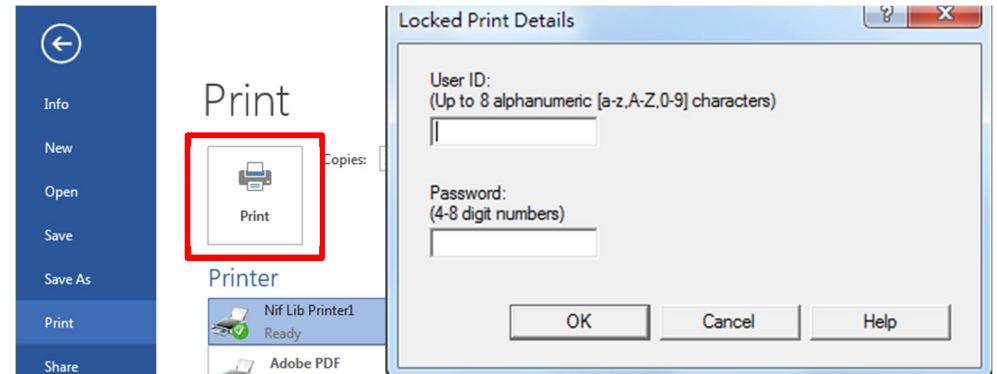 Info
New
Open
Save
Save As
Print
Share
Print
Copies:
Print
Printer
Nif Lib Printer1
Ready
Adobe PDF
Locked Print Details
?
X
User ID:
(Up to 8 alphanumeric [a-z,A-Z,0-9] characters)
Password:
(4-8 digit numbers)
OK
Cancel
Help